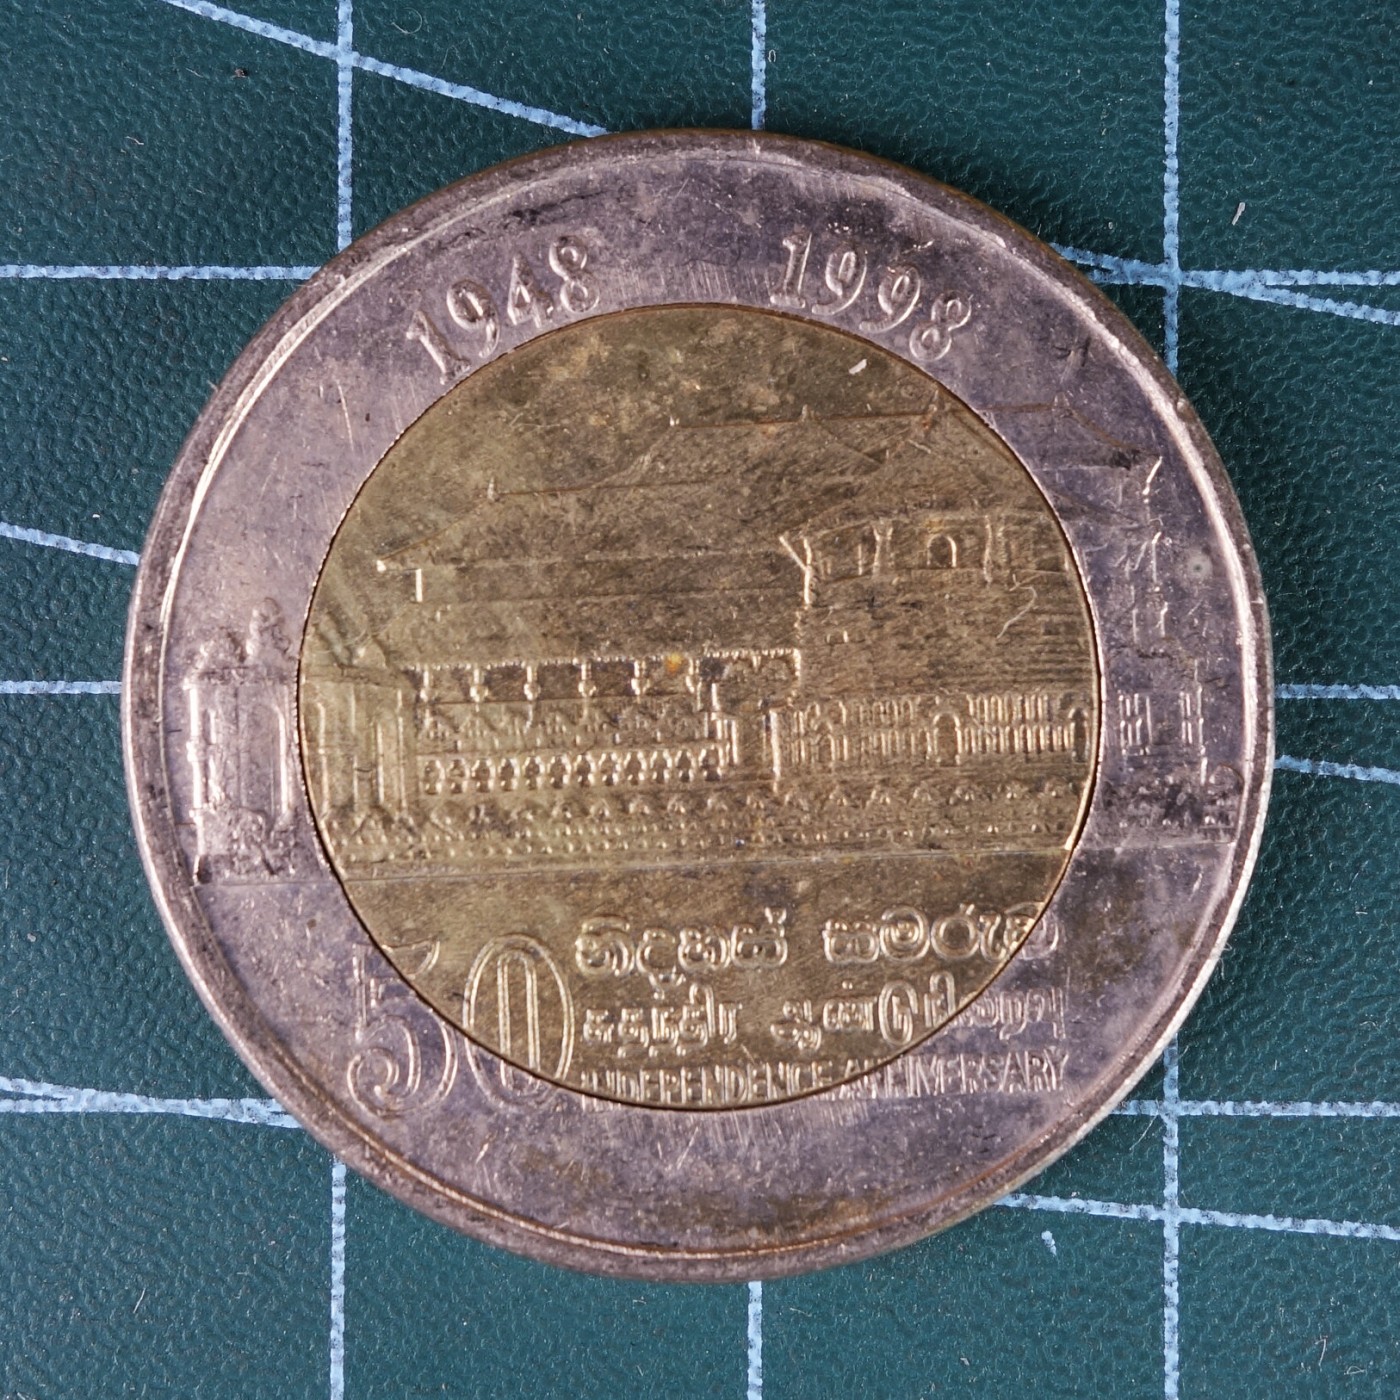 1948 1998
50
නිදහස් සමරුව
சுதந்திர ஆண்டு நிறைவு
INDEPENDENCE ANNIVERSARY